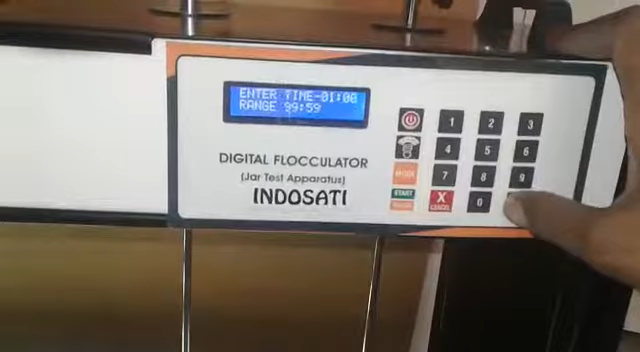 ENTER TIME-01:00
RANGE 99:59
DIGITAL FLOCCULATOR
(Jar Test Apparatus)
INDOSATI
1 2 3
4 5 6
MODE 7 8 9
START
X
CANCEL
0